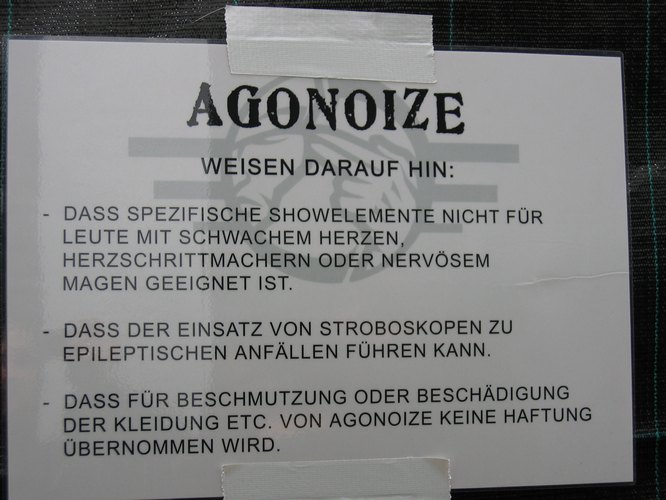 AGONOIZE
WEISEN DARAUF HIN:
- DASS SPEZIFISCHE SHOWELEMENTE NICHT FÜR
LEUTE MIT SCHWACHEM HERZEN,
HERZSCHRITTMACHERN ODER NERVÖSEM
MAGEN GEEIGNET IST.
- DASS DER EINSATZ VON STROBOSKOPEN ZU
EPILEPTISCHEN ANFÄLLEN FÜHREN KANN.
- DASS FÜR BESCHMUTZUNG ODER BESCHÄDIGUNG
DER KLEIDUNG ETC. VON AGONOIZE KEINE HAFTUNG
ÜBERNOMMEN WIRD.